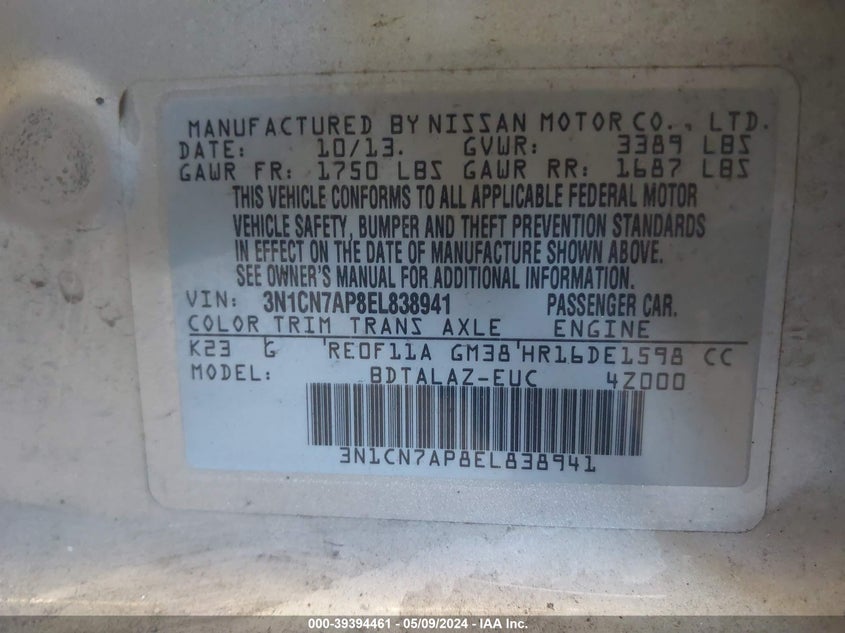 MANUFACTURED BY NISSAN MOTOR CO., LTD.
DATE: 10/13. GVWR: 3389 LBS
GAWR FR: 1750 LBS GAWR RR: 1687 LBS
THIS VEHICLE CONFORMS TO ALL APPLICABLE FEDERAL MOTOR
VEHICLE SAFETY, BUMPER AND THEFT PREVENTION STANDARDS
IN EFFECT ON THE DATE OF MANUFACTURE SHOWN ABOVE.
SEE OWNER'S MANUAL FOR ADDITIONAL INFORMATION.
VIN: 3N1CN7AP8EL838941 PASSENGER CAR.
COLOR TRIM TRANS AXLE ENGINE
K23 G 'RE0F11A GM38'HR16DE1598 CC
MODEL: BDTALAZ-EUC 4Z000
3N1CN7AP8EL838941
000-39394461 - 05/09/2024 - IAAI.com